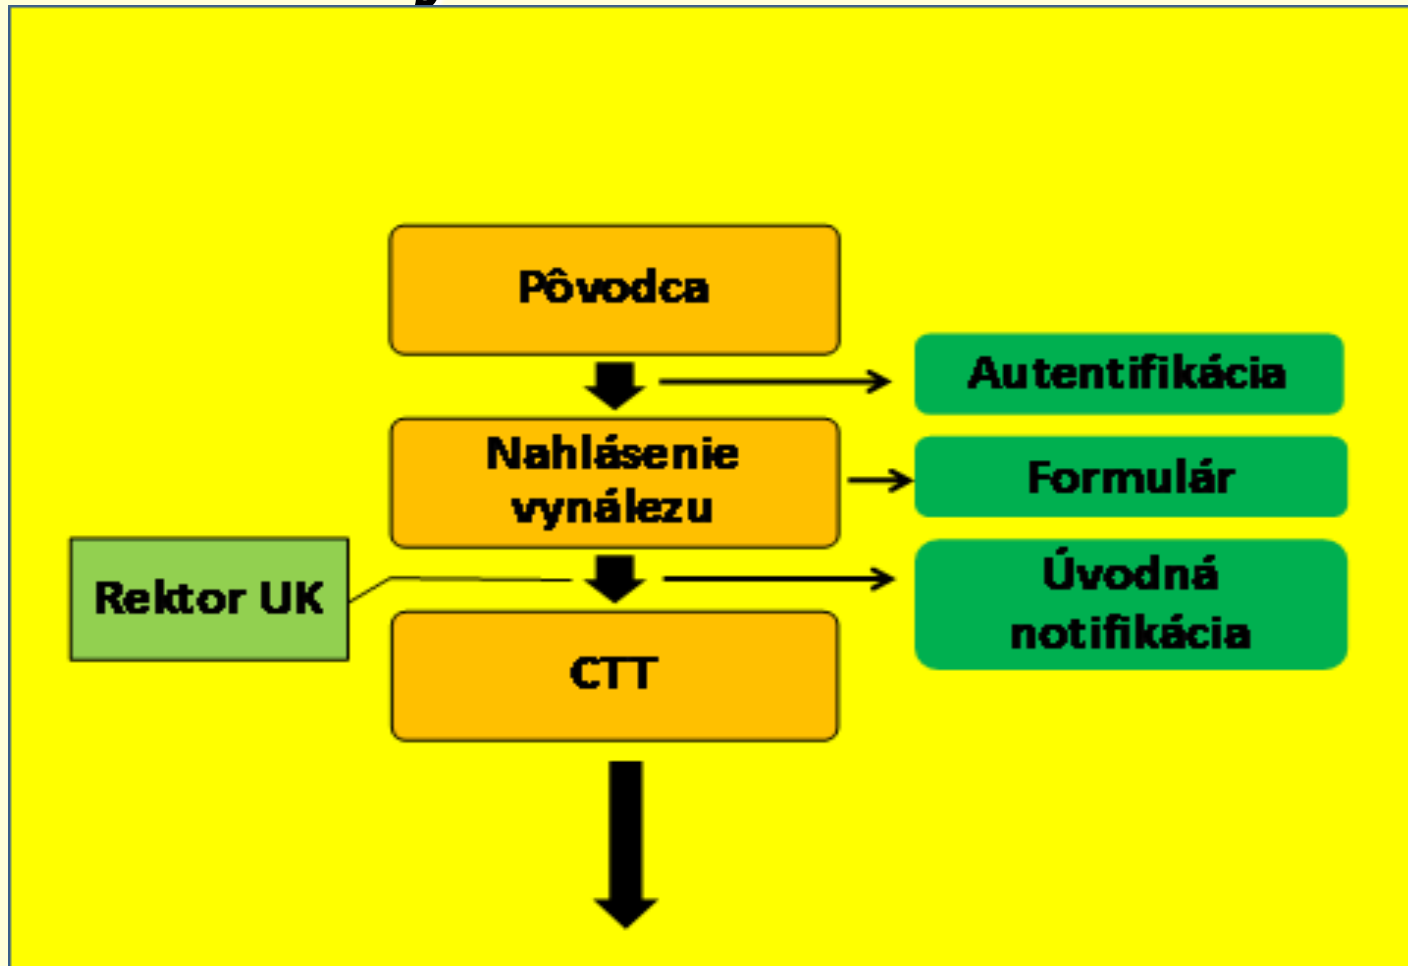 Pôvodca
Autentifikácia
Nahlásenie
vynálezu
Formulár
Rektor UK
Úvodná
notifikácia
CTT